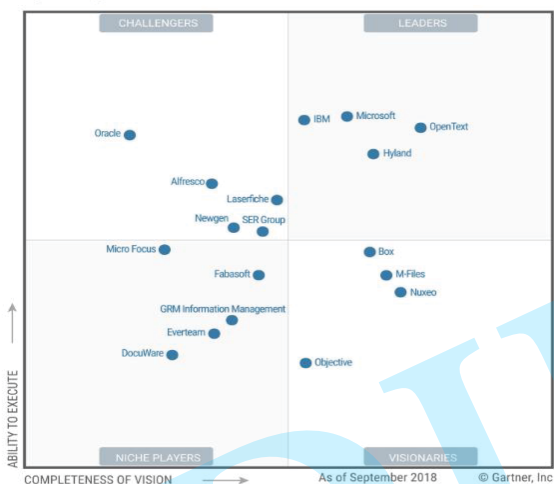 CHALLENGERS
LEADERS
IBM
Microsoft
OpenText
Oracle
Hyland
Alfresco
Laserfiche
Newgen
SER Group
Micro Focus
Box
Fabasoft
M-Files
Nuxeo
GRM Information Management
Everteam
DocuWare
Objective
ABILITY TO EXECUTE
NICHE PLAYERS
VISIONARIES
COMPLETENESS OF VISION
As of September 2018
© Gartner, Inc